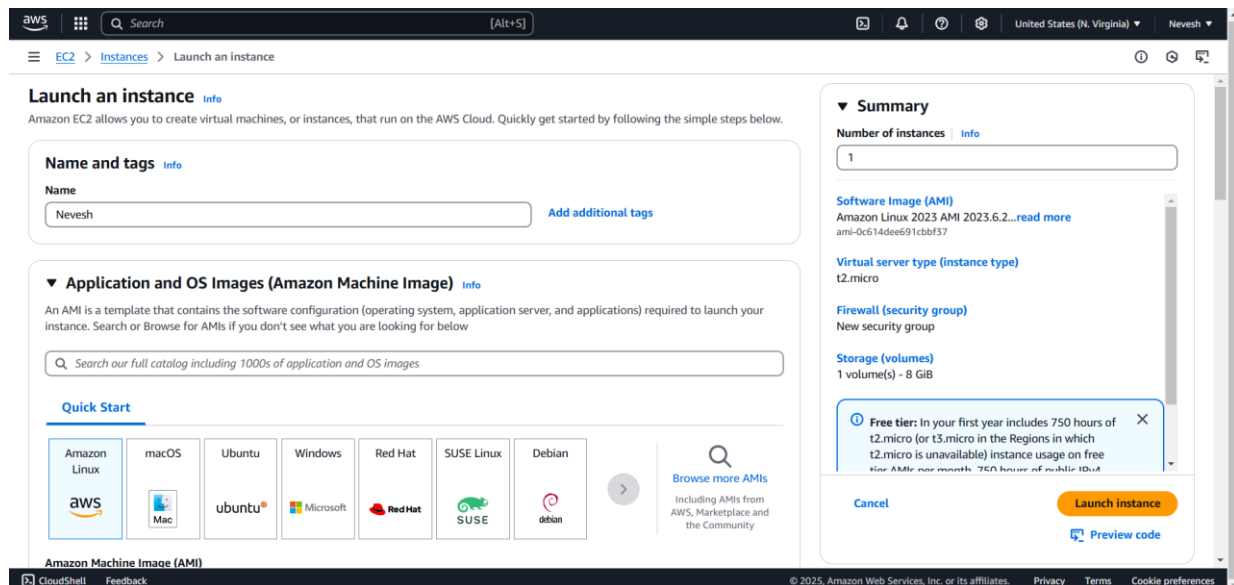 aws
Search [Alt+S]
United States (N. Virginia) ▼
Nevesh ▼
EC2 > Instances > Launch an instance
Launch an instance Info
Amazon EC2 allows you to create virtual machines, or instances, that run on the AWS Cloud. Quickly get started by following the simple steps below.
Name and tags Info
Name
Nevesh
Add additional tags
▼ Application and OS Images (Amazon Machine Image) Info
An AMI is a template that contains the software configuration (operating system, application server, and applications) required to launch your
instance. Search or Browse for AMIs if you don't see what you are looking for
below
Search our full catalog including 1000s of application and OS images
Quick Start
Amazon
Linux
aws
macOS
Mac
Ubuntu
ubuntu®
Windows
Microsoft
Red Hat
Red Hat
SUSE Linux
SUSE
Debian
debian
Browse more AMIs
Including AMIs from
AWS, Marketplace and
the Community
Amazon Machine Image (AMI)
▼ Summary
Number of instances Info
1
Software Image (AMI)
Amazon Linux 2023 AMI 2023.6.2...read more
ami-0c614dee691cbbf37
Virtual server type (instance type)
t2.micro
Firewall (security group)
New security group
Storage (volumes)
1 volume(s) - 8 GiB
Free tier: In your first year includes 750 hours of
t2.micro (or t3.micro in the Regions in which
t2.micro is unavailable) instance usage on free
tier AMIs per month, 750 hours of public IPv4
Cancel
Launch instance
Preview code
CloudShell Feedback
© 2025, Amazon Web Services, Inc. or its affiliates. Privacy Terms Cookie preferences